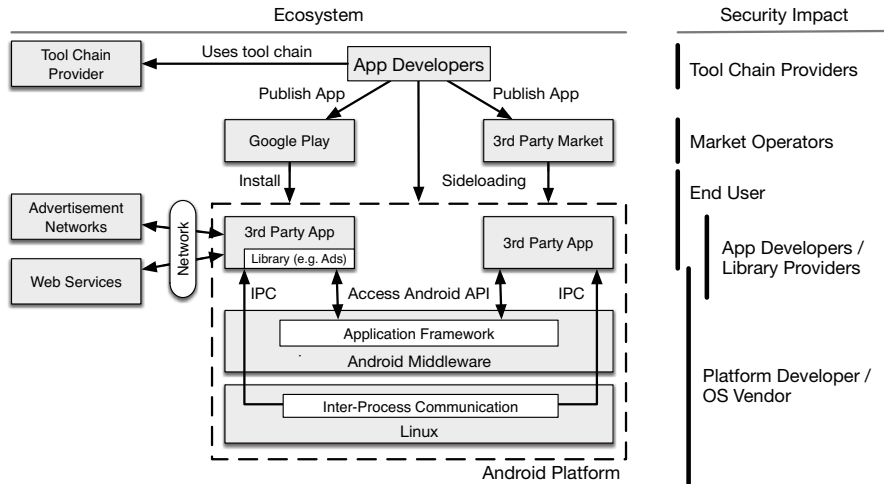 Ecosystem
Security Impact
Tool Chain
Provider
Uses tool chain
App Developers
Tool Chain Providers
Publish App
Publish App
Google Play
3rd Party Market
Market Operators
Install
Sideloading
End User
Advertisement
Networks
Network
3rd Party App
Library (e.g. Ads)
3rd Party App
App Developers /
Library Providers
Web Services
IPC
Access Android API
IPC
Application Framework
Android Middleware
Platform Developer /
OS Vendor
Inter-Process Communication
Linux
Android Platform